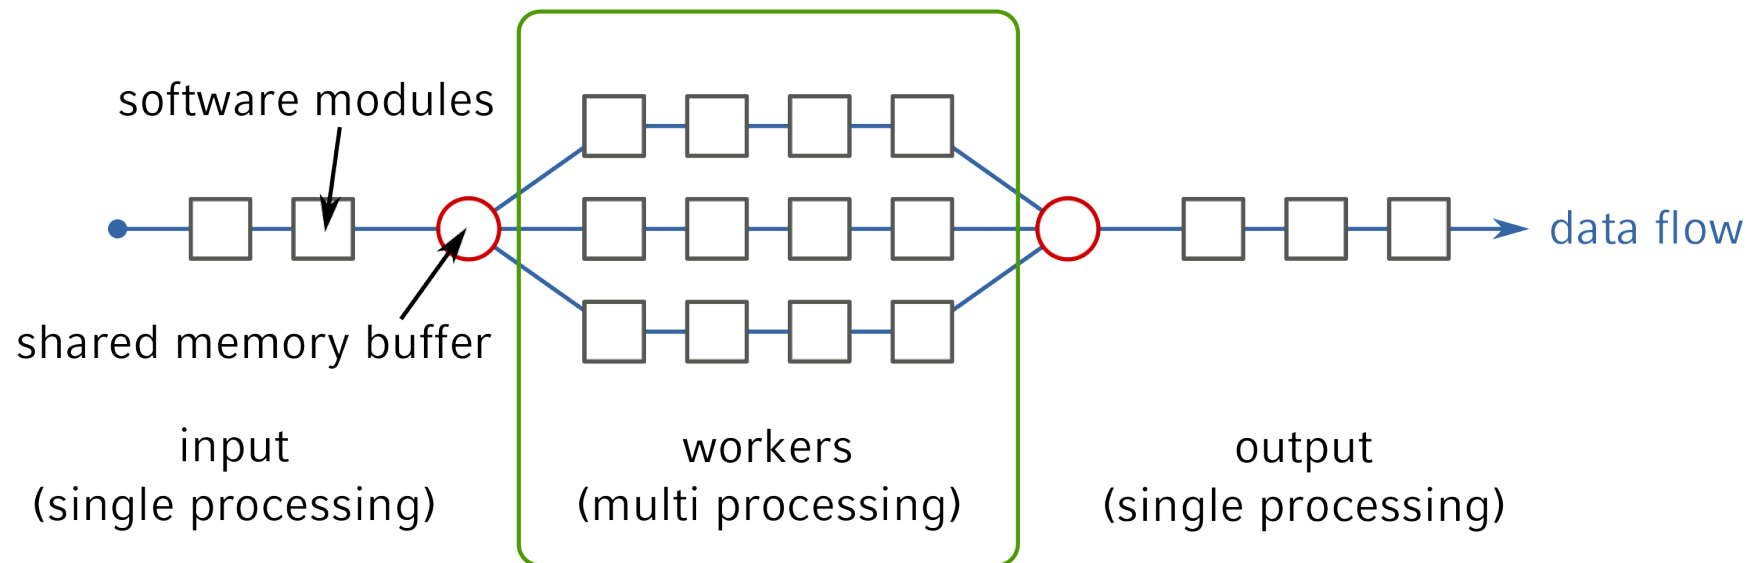 software modules
shared memory buffer
data flow
input
(single processing)
workers
(multi processing)
output
(single processing)